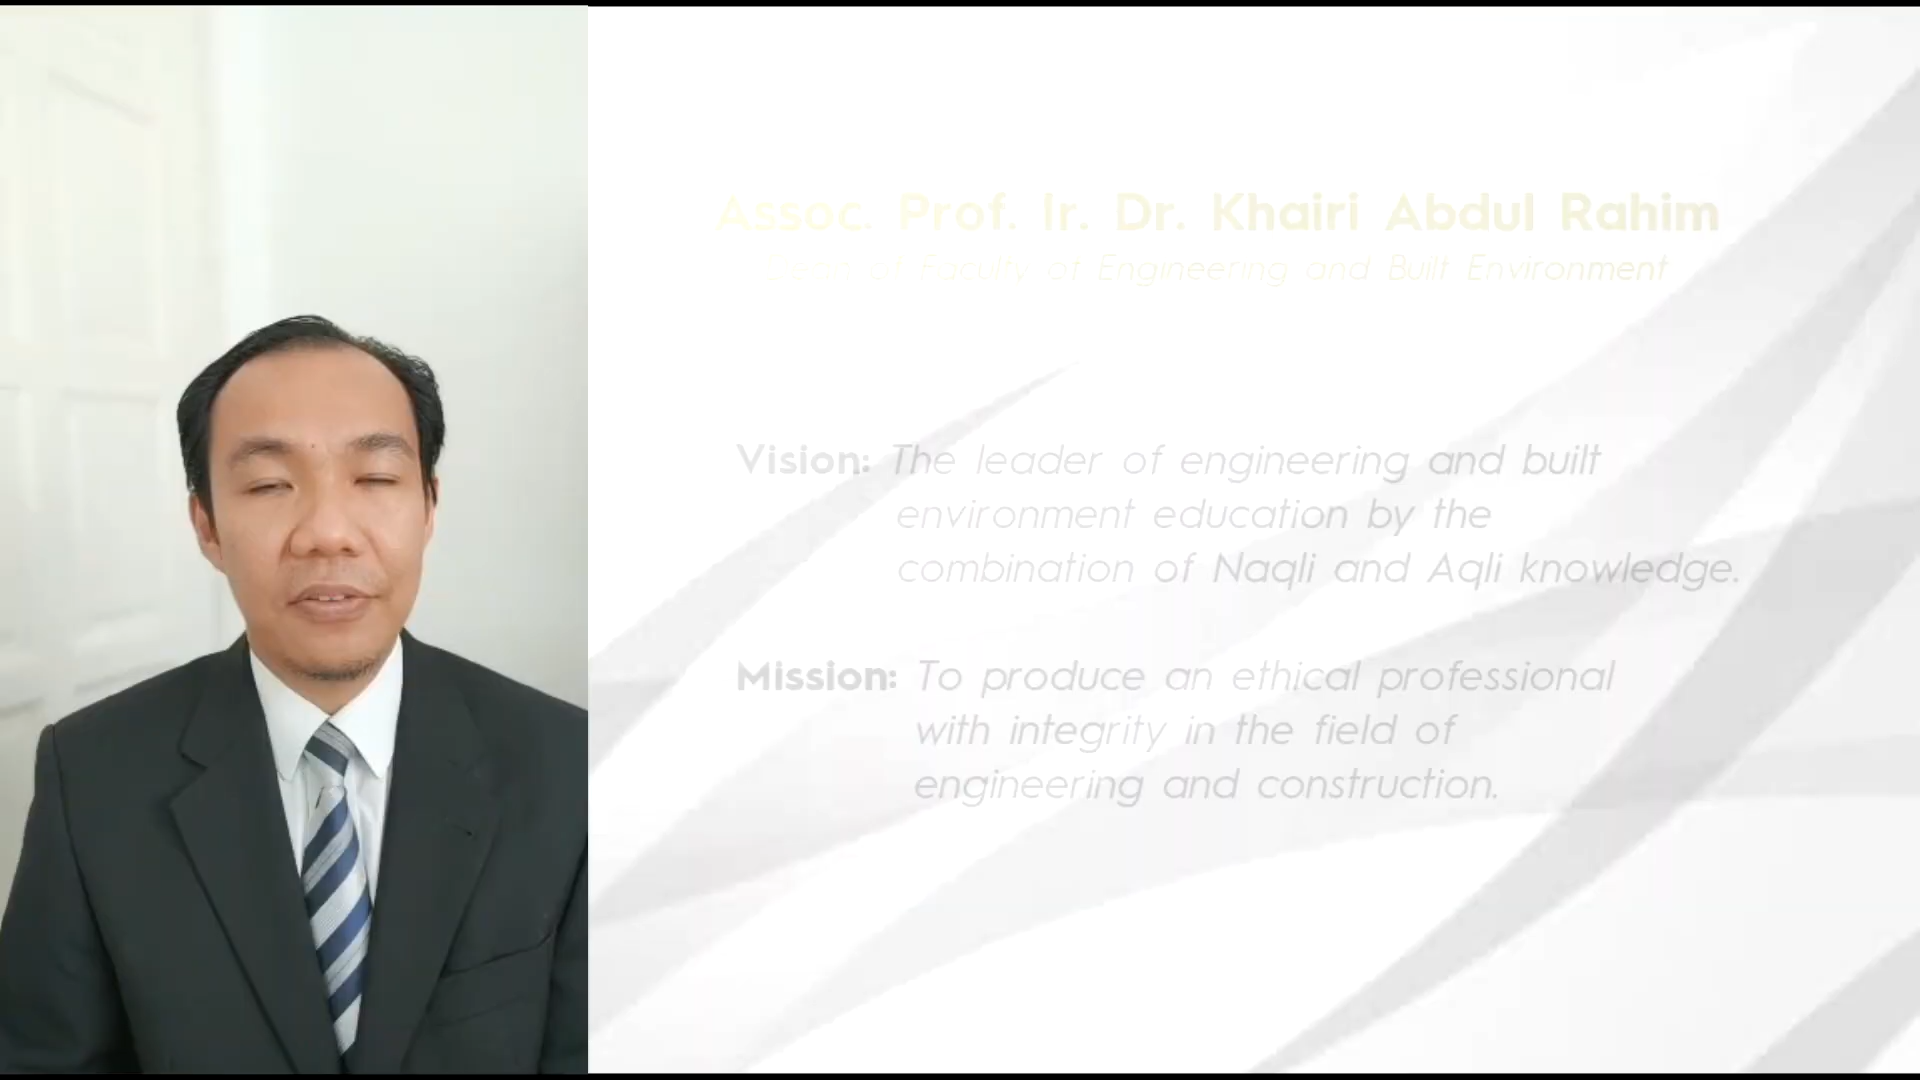 Assoc. Prof. Ir. Dr. Khairi Abdul Rahim
Dean of Faculty of Engineering and Built Environment
Vision: The leader of engineering and built
environment education by the
combination of Naqli and Aqli knowledge.
Mission: To produce an ethical professional
with integrity in the field of
engineering and construction.